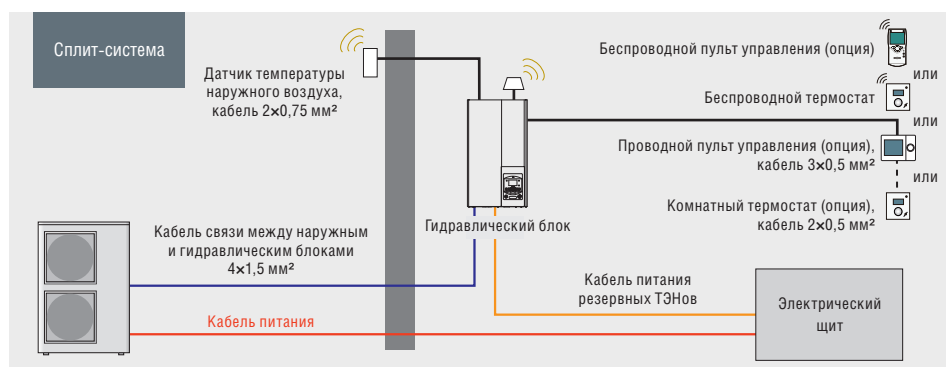 Сплит-система
Датчик температуры
наружного воздуха,
кабель 2×0,75 мм²
Беспроводной пульт управления (опция)
или
Беспроводной термостат
или
Проводной пульт управления (опция),
кабель 3×0,5 мм²
или
Комнатный термостат (опция),
кабель 2×0,5 мм²
Гидравлический блок
Кабель связи между наружным
и гидравлическим блоками
4×1,5 мм²
Кабель питания
резервных ТЭНов
Кабель питания
Электрический
щит